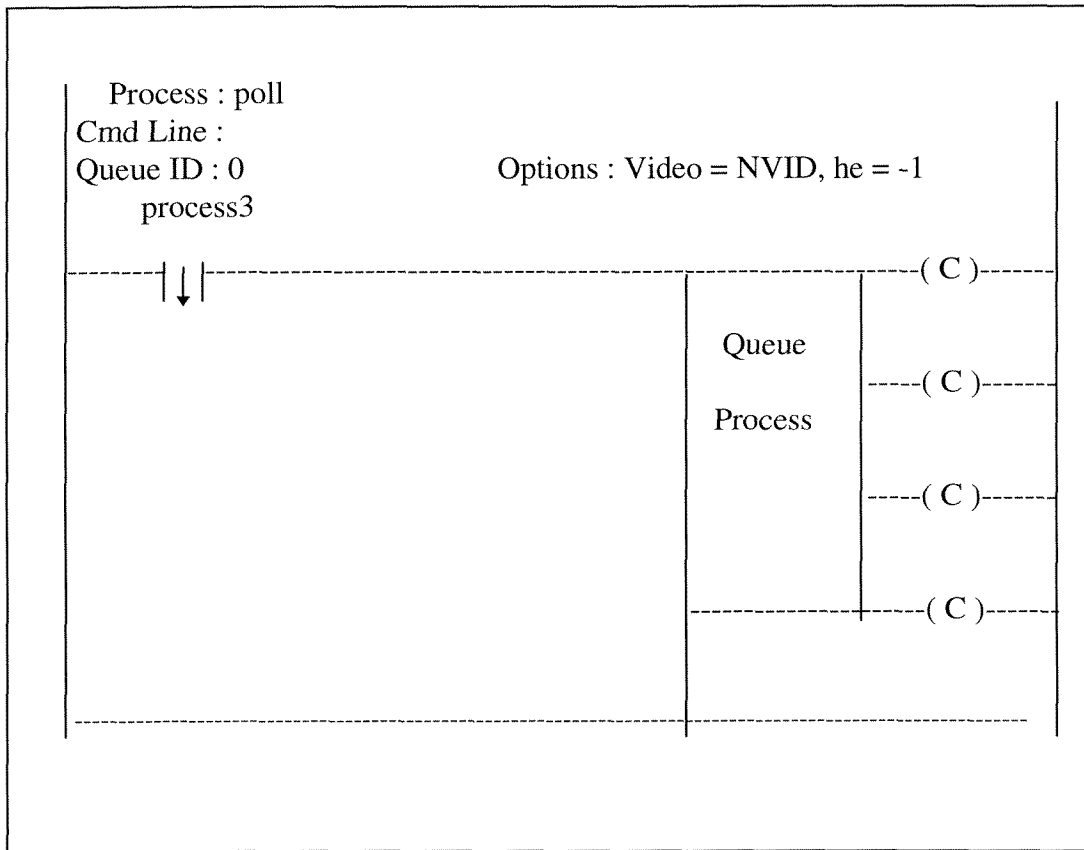 Process : poll
Cmd Line :
Queue ID : 0
Options : Video = NVID, he = -1
process3
( C )
Queue
( C )
Process
( C )
( C )